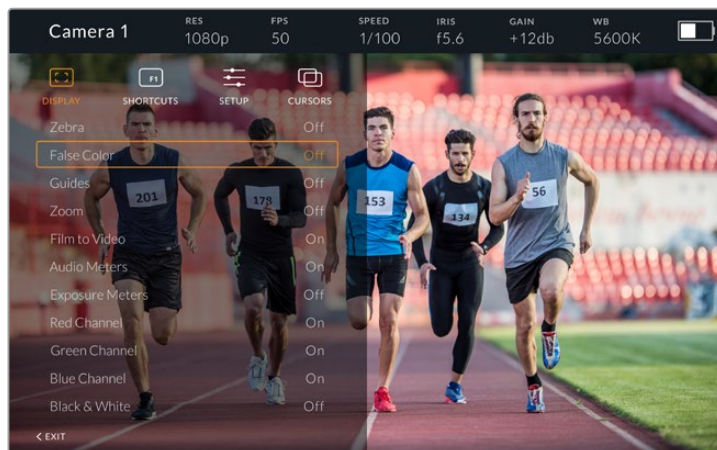 Camera 1
RES
1080p
FPS
50
SPEED
1/100
IRIS
f5.6
GAIN
+12db
WB
5600K
F1
DISPLAY SHORTCUTS SETUP CURSORS
Zebra Off
False Color Off
Guides Off
Zoom Off
Film to Video On
Audio Meters On
Exposure Meters Off
Red Channel On
Green Channel On
Blue Channel On
Black & White Off
< EXIT
201
178
153
134
56